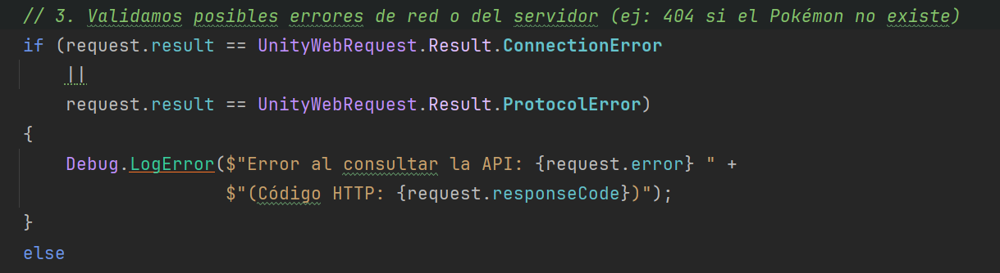 // 3. Validamos posibles errores de red o del servidor (ej: 404 si el Pokémon no existe)
if (request.result == UnityWebRequest.Result.ConnectionError
||
request.result == UnityWebRequest.Result.ProtocolError)
{
Debug.LogError($"Error al consultar la API: {request.error} " +
$"(Código HTTP: {request.responseCode})");
}
else